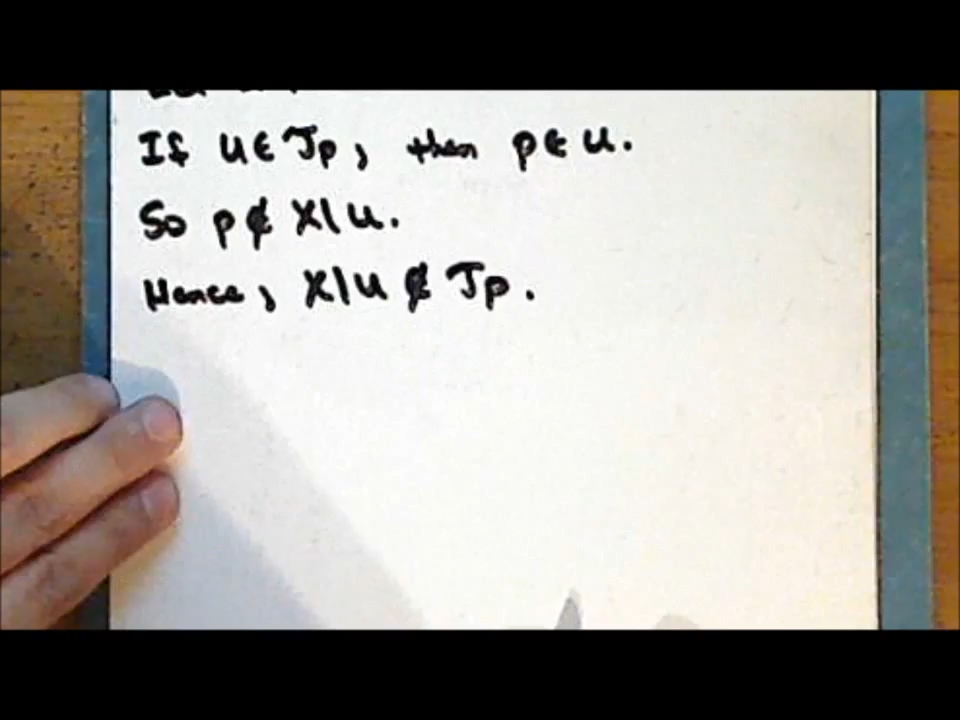 If U ∈ Jp, then p ∈ U.
So p ∉ X\U.
Hence, X\U ∉ Jp.